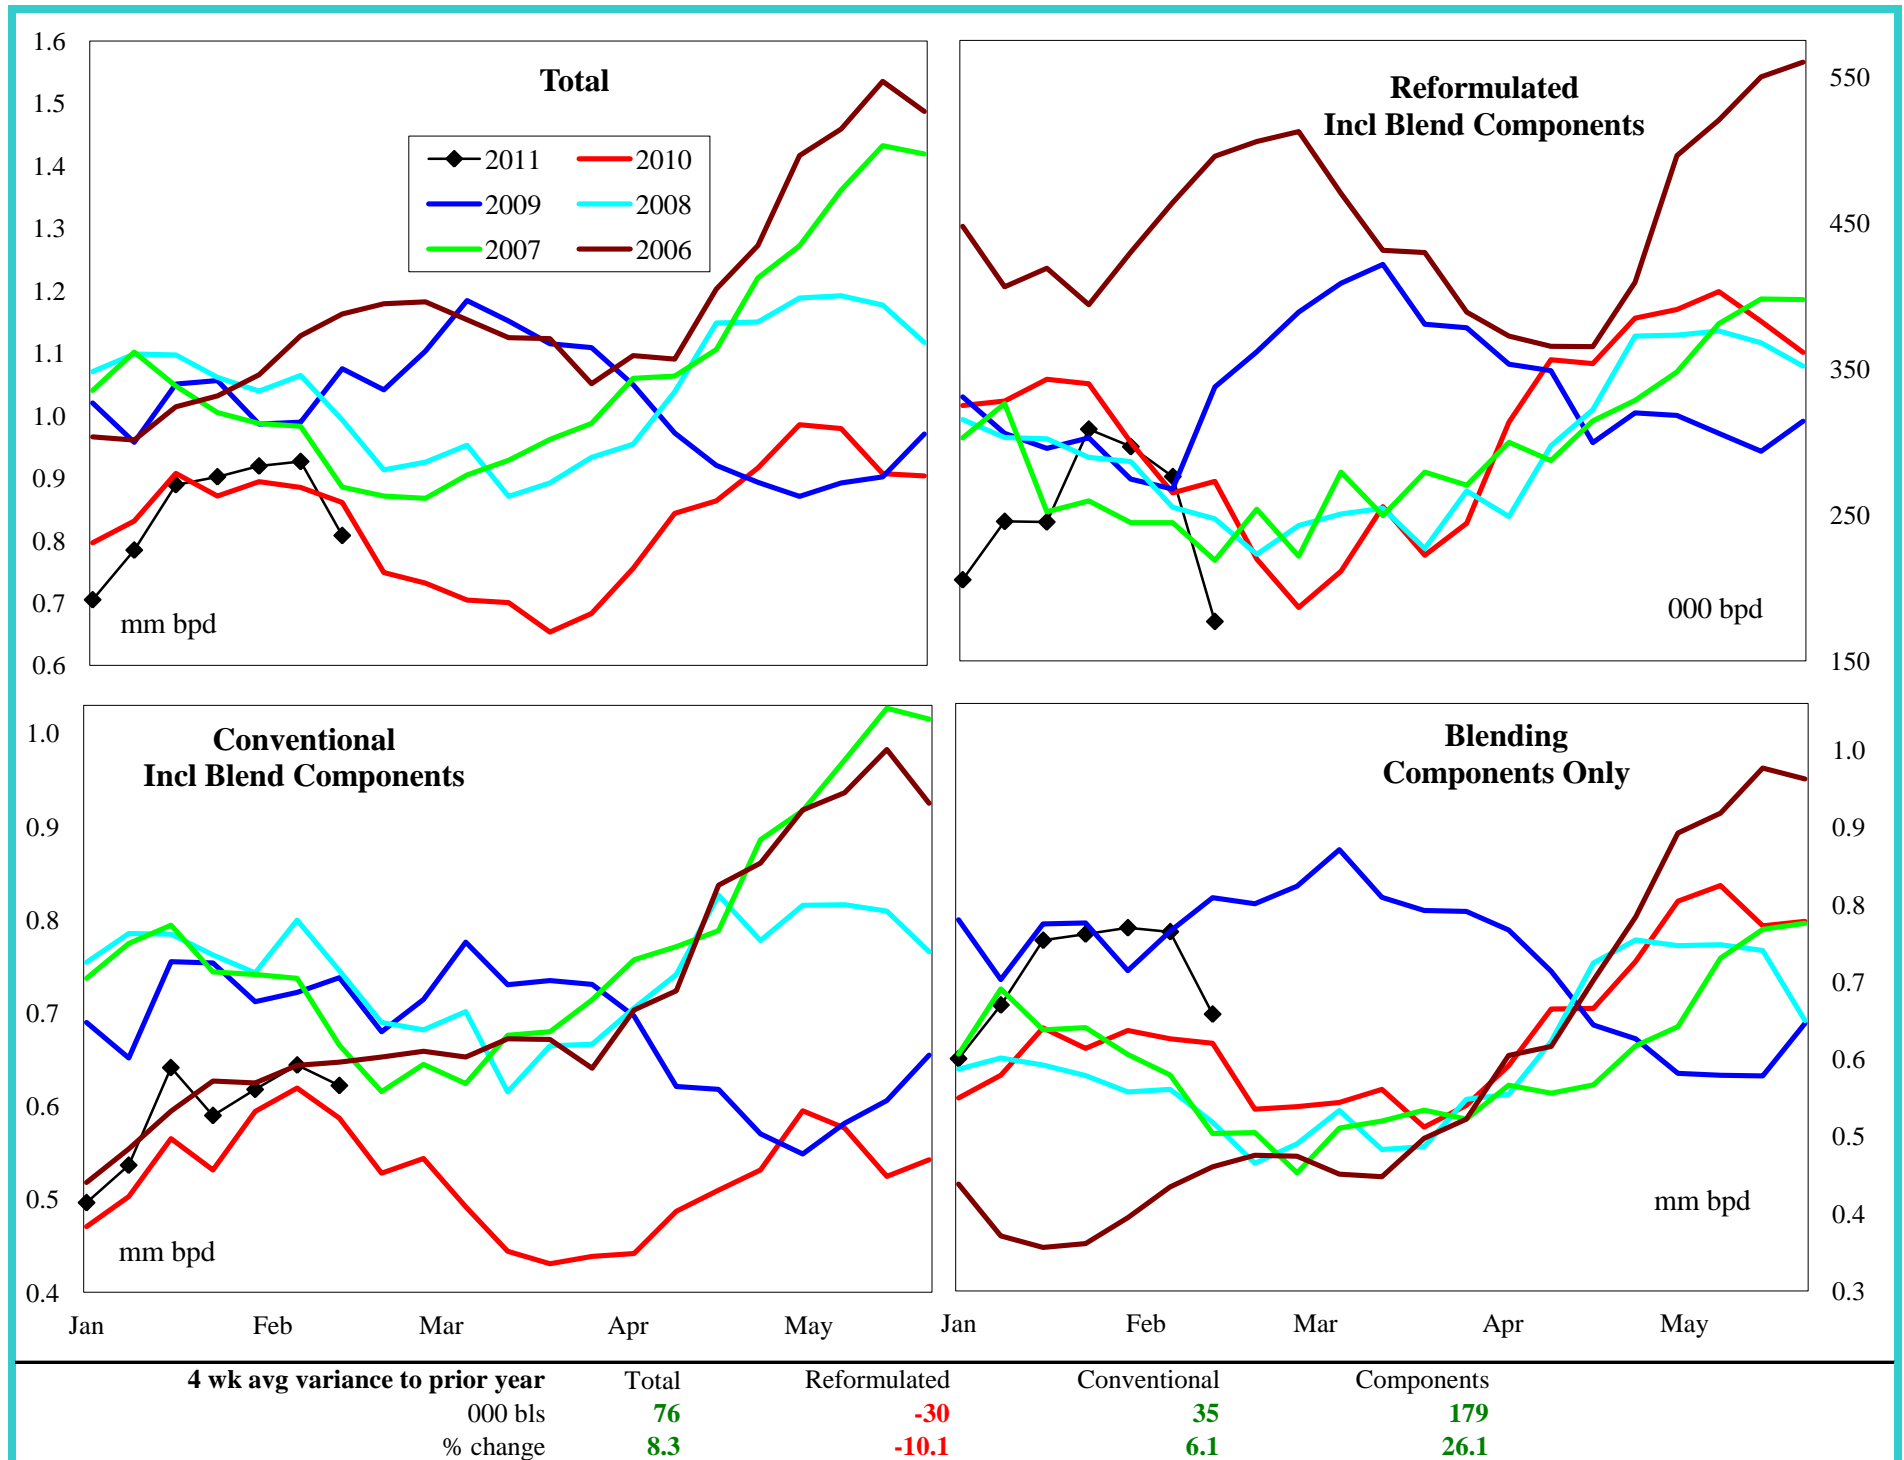 Total
1.6
1.5
1.4
1.3
1.2
1.1
1.0
0.9
0.8
0.7
0.6
2011 2010
2009 2008
2007 2006
mm bpd
Reformulated
Incl Blend Components
550
450
350
250
150
000 bpd
Conventional
Incl Blend Components
1.0
0.9
0.8
0.7
0.6
0.5
0.4
mm bpd
Jan Feb Mar Apr May
Blending
Components Only
1.0
0.9
0.8
0.7
0.6
0.5
0.4
0.3
mm bpd
Jan Feb Mar Apr May
4 wk avg variance to prior year Total Reformulated Conventional Components
000 bls 76 -30 35 179
% change 8.3 -10.1 6.1 26.1